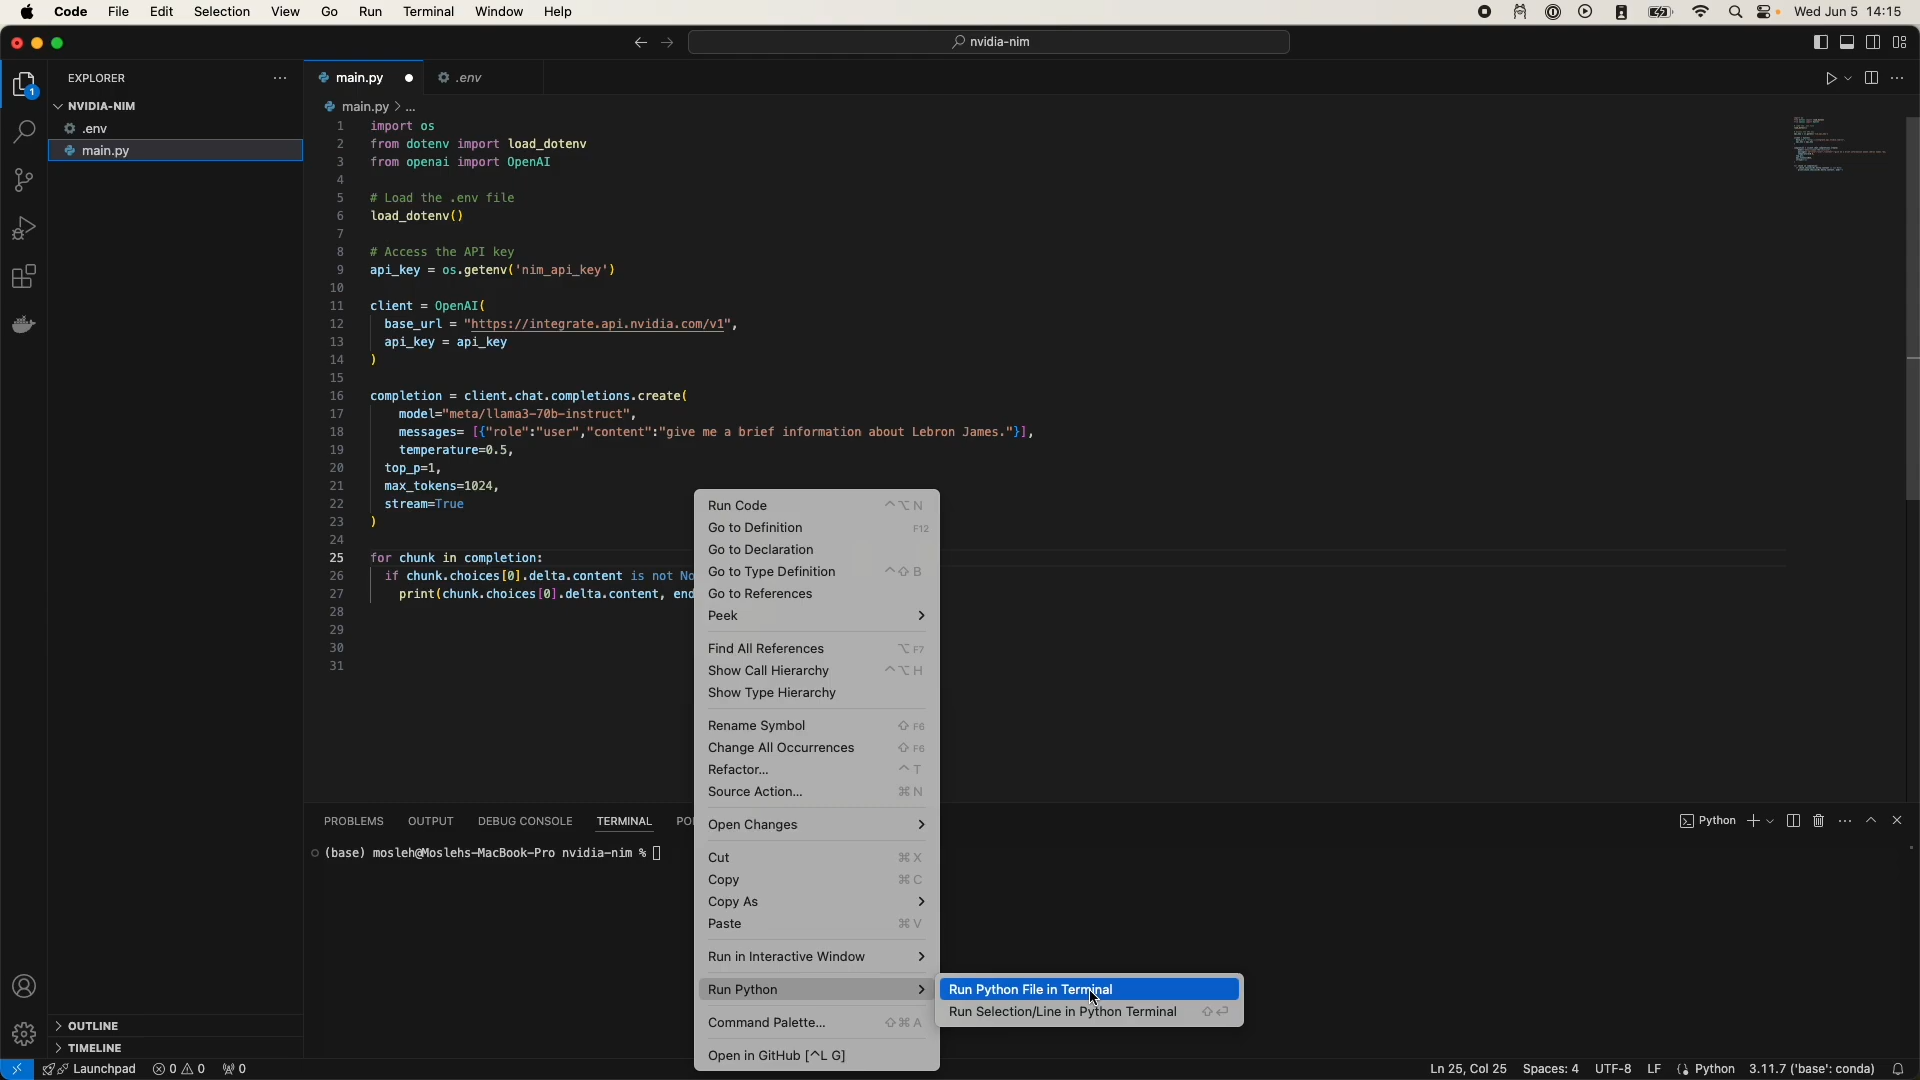 Code File Edit Selection View Go Run Terminal Window Help
Wed Jun 5 14:15
nvidia-nim
EXPLORER
main.py
.env
1
NVIDIA-NIM
main.py > ...
.env
main.py
1 import os
2 from dotenv import load_dotenv
3 from openai import OpenAI
4
5 # Load the .env file
6 load_dotenv()
7
8 # Access the API key
9 api_key = os.getenv('nim_api_key')
10
11 client = OpenAI(
12 base_url = "https://integrate.api.nvidia.com/v1",
13 api_key = api_key
14 )
15
16 completion = client.chat.completions.create(
17 model="meta/llama3-70b-instruct",
18 messages= [{"role":"user","content":"give me a brief information about Lebron James."}],
19 temperature=0.5,
20 top_p=1,
21 max_tokens=1024,
22 stream=True
23 )
24
25 for chunk in completion:
26 if chunk.choices[0].delta.content is not No
27 print(chunk.choices[0].delta.content, end
28
29
30
31
Run Code ^⌥N
Go to Definition F12
Go to Declaration
Go to Type Definition ^⇧B
Go to References
Peek >
Find All References ⌥F7
Show Call Hierarchy ^⌥H
Show Type Hierarchy
Rename Symbol ⇧F6
Change All Occurrences ⇧F6
Refactor... ^T
Source Action... ⌘N
Open Changes >
Cut ⌘X
Copy ⌘C
Copy As >
Paste ⌘V
Run in Interactive Window >
Run Python >
Command Palette... ⇧⌘A
Open in GitHub [^L G]
Run Python File in Terminal
Run Selection/Line in Python Terminal ⇧⏎
PROBLEMS OUTPUT DEBUG CONSOLE TERMINAL PO
Python
(base) mosleh@Moslehs-MacBook-Pro nvidia-nim %
OUTLINE
TIMELINE
Launchpad 0 0 0
Ln 25, Col 25 Spaces: 4 UTF-8 LF Python 3.11.7 ('base': conda)